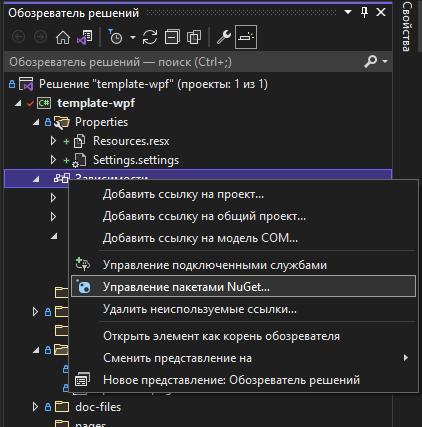 Обозреватель решений
Свойства
Обозреватель решений — поиск (Ctrl+;)
Решение "template-wpf" (проекты: 1 из 1)
C# template-wpf
Properties
Resources.resx
Settings.settings
Зависимости
Добавить ссылку на проект...
Добавить ссылку на общий проект...
Добавить ссылку на модель COM...
Управление подключенными службами
Управление пакетами NuGet...
Удалить неиспользуемые ссылки...
Открыть элемент как корень обозревателя
Сменить представление на
Новое представление: Обозреватель решений
doc-files
pages